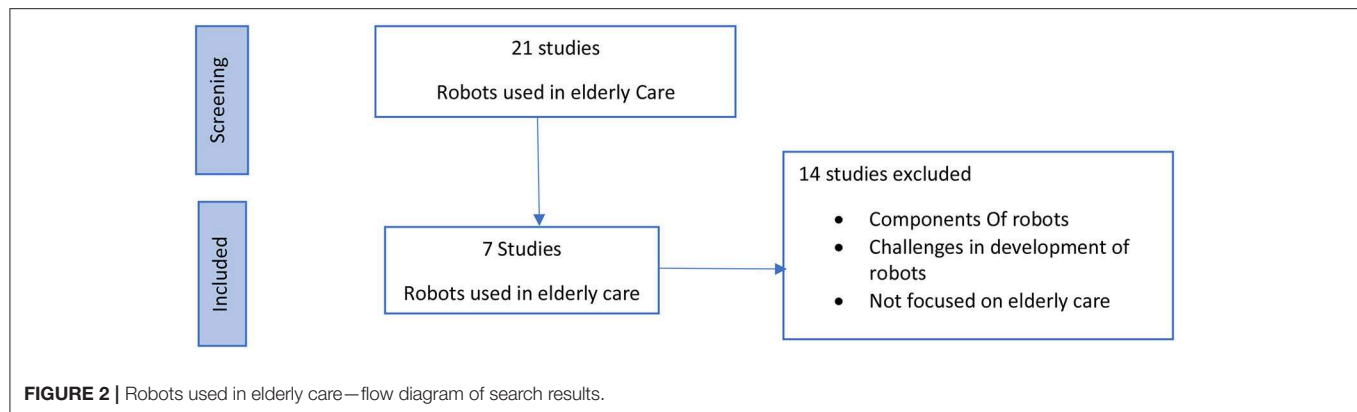 Screening
21 studies
Robots used in elderly Care
Included
7 Studies
Robots used in elderly care
14 studies excluded
• Components Of robots
• Challenges in development of
robots
• Not focused on elderly care
FIGURE 2 | Robots used in elderly care—flow diagram of search results.